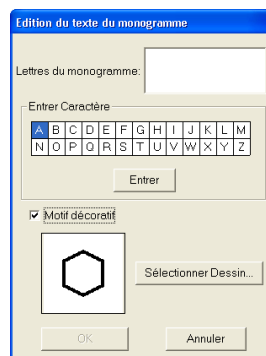 Edition du texte du monogramme
Lettres du monogramme:
Entrer Caractère
A B C D E F G H I J K L M
N O P Q R S T U V W X Y Z
Entrer
Motif décoratif
Sélectionner Dessin...
OK Annuler